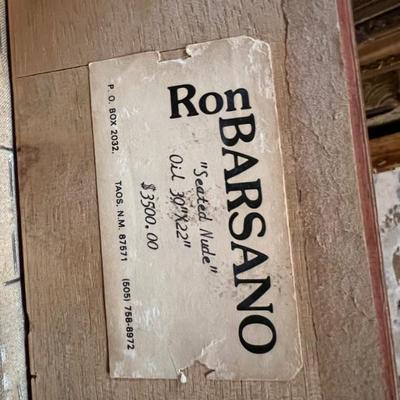 Ron BARSANO
"Seated Nude"
Oil 30"X22"
$3500.00
P. O. BOX 2032. TAOS, N.M. 87571 (505) 758-8972